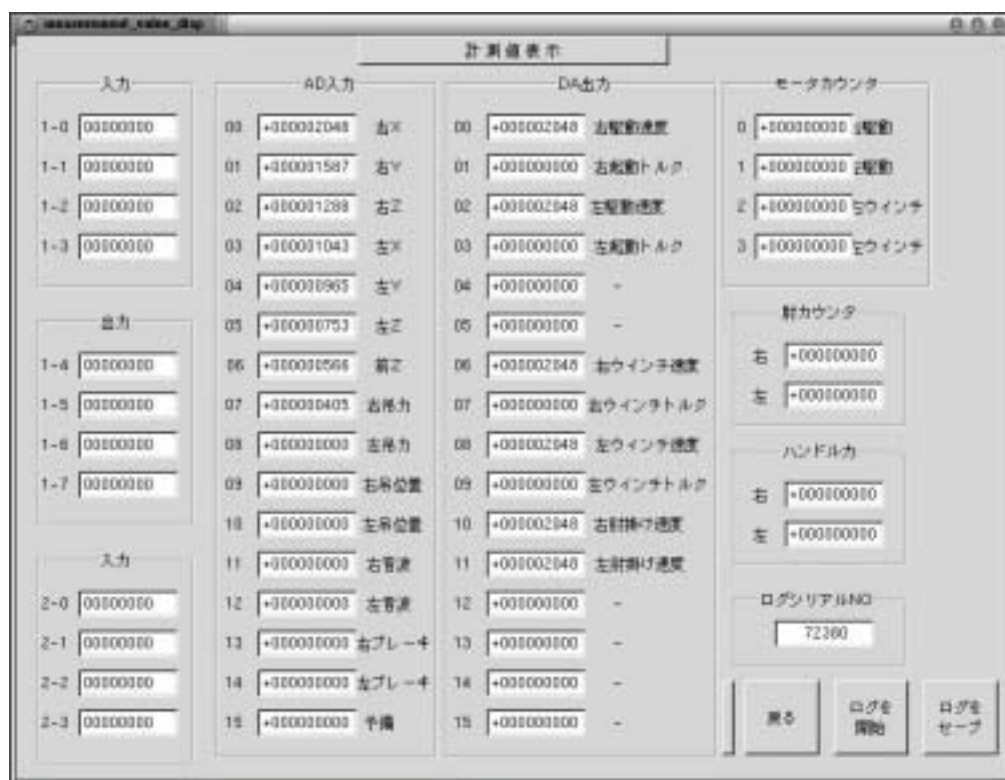 measurement_value_disp
計測値表示
入力
1-0 00000000
1-1 00000000
1-2 00000000
1-3 00000000
出力
1-4 00000000
1-5 00000000
1-6 00000000
1-7 00000000
入力
2-0 00000000
2-1 00000000
2-2 00000000
2-3 00000000
AD入力
00 +000002048 右X
01 +000001587 右Y
02 +000001288 右Z
03 +000001043 左X
04 +000000965 左Y
05 +000000753 左Z
06 +000000566 前Z
07 +000000405 右吊力
08 +000000000 左吊力
09 +000000000 右吊位置
10 +000000000 左吊位置
11 +000000000 右音波
12 +000000000 左音波
13 +000000000 右ブレーキ
14 +000000000 左ブレーキ
15 +000000000 予備
DA出力
00 +000002048 右駆動速度
01 +000000000 右起動トルク
02 +000002048 左駆動速度
03 +000000000 左起動トルク
04 +000000000 -
05 +000000000 -
06 +000002048 右ウインチ速度
07 +000000000 右ウインチトルク
08 +000002048 左ウインチ速度
09 +000000000 左ウインチトルク
10 +000002048 右肘掛け速度
11 +000002048 左肘掛け速度
12 +000000000 -
13 +000000000 -
14 +000000000 -
15 +000000000 -
モータカウンタ
0 +000000000 駆動
1 +000000000 駆動
2 +000000000 ウインチ
3 +000000000 ウインチ
肘カウンタ
右 +000000000
左 +000000000
ハンドル力
右 +000000000
左 +000000000
ログシリアルNO
72380
戻る
ログを
開始
ログを
セーブ